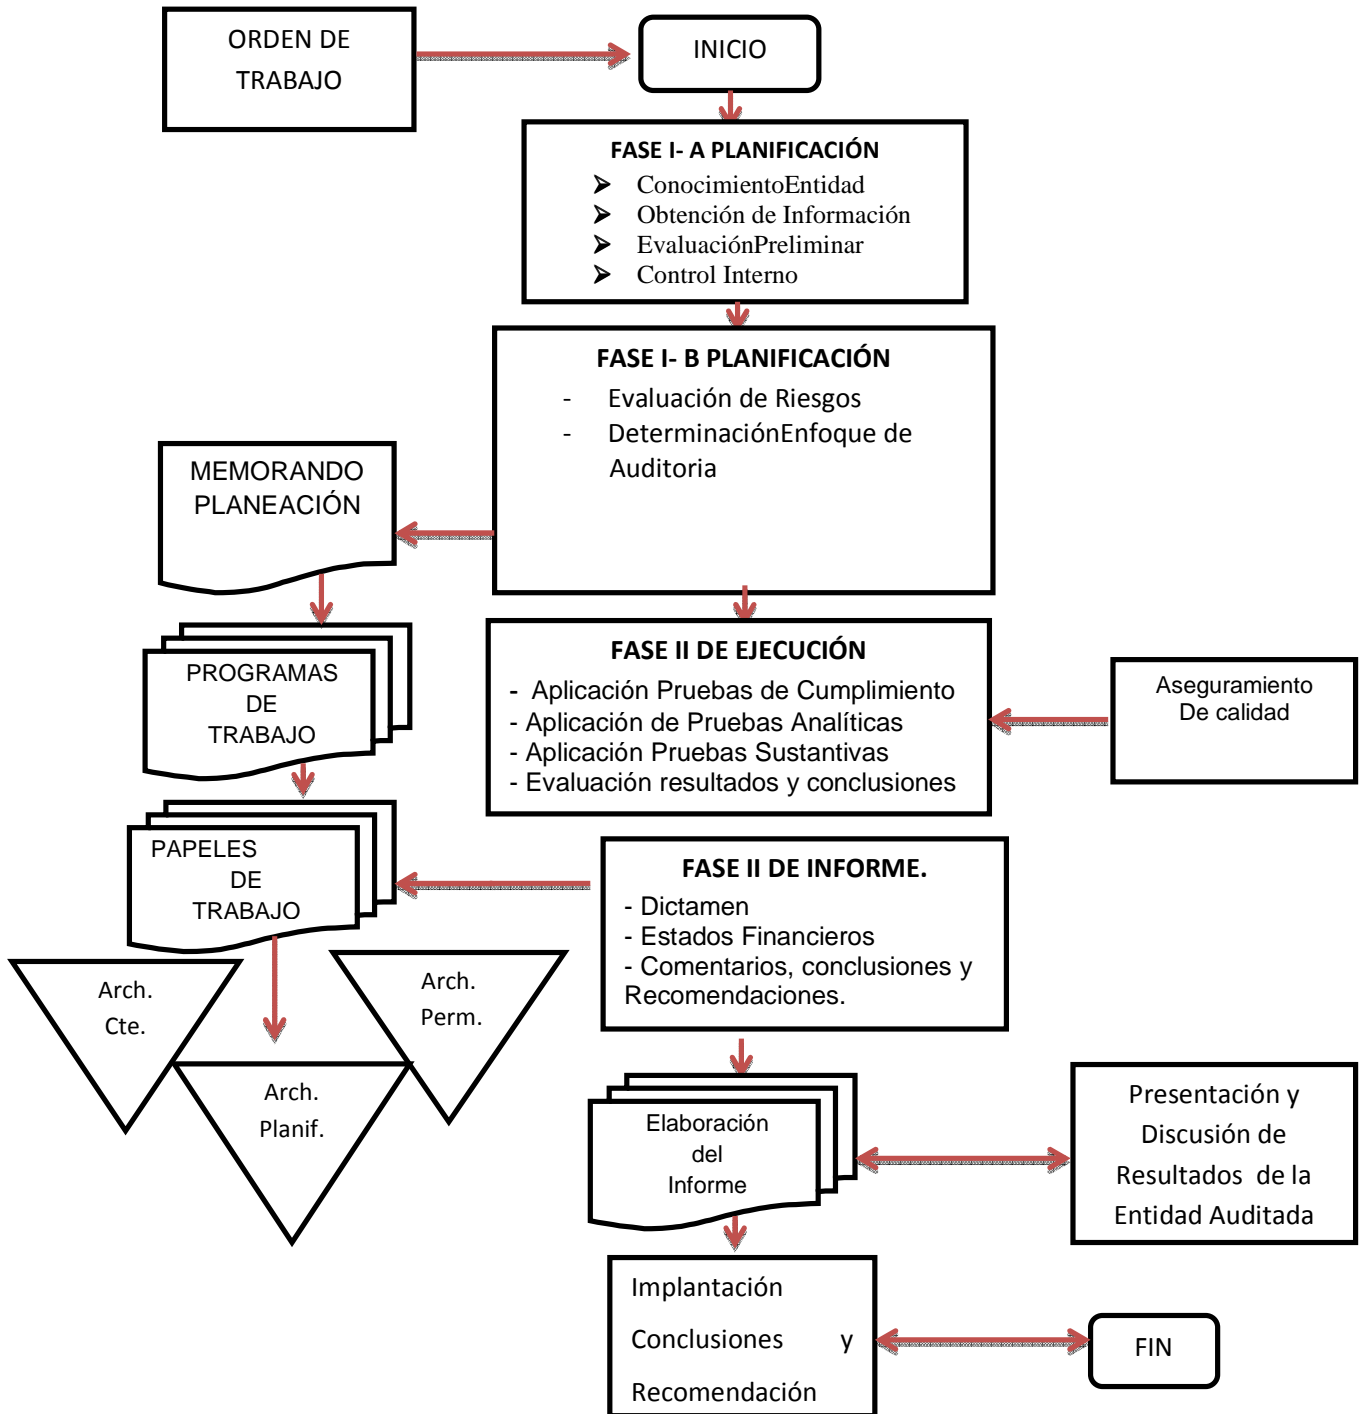 ORDEN DE
TRABAJO
INICIO
FASE I- A PLANIFICACIÓN
➢ ConocimientoEntidad
➢ Obtención de Información
➢ EvaluaciónPreliminar
➢ Control Interno
FASE I- B PLANIFICACIÓN
- Evaluación de Riesgos
- DeterminaciónEnfoque de
Auditoria
MEMORANDO
PLANEACIÓN
PROGRAMAS
DE
TRABAJO
FASE II DE EJECUCIÓN
- Aplicación Pruebas de Cumplimiento
- Aplicación de Pruebas Analíticas
- Aplicación Pruebas Sustantivas
- Evaluación resultados y conclusiones
Aseguramiento
De calidad
PAPELES
DE
TRABAJO
FASE II DE INFORME.
- Dictamen
- Estados Financieros
- Comentarios, conclusiones y
Recomendaciones.
Arch.
Cte.
Arch.
Perm.
Arch.
Planif.
Elaboración
del
Informe
Presentación y
Discusión de
Resultados de la
Entidad Auditada
Implantación
Conclusiones y
Recomendación
FIN